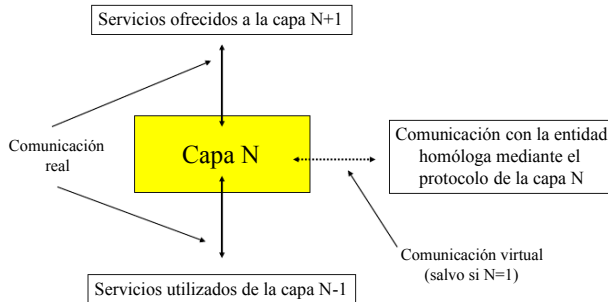 Servicios ofrecidos a la capa N+1
Comunicación
real
Capa N
Comunicación con la entidad
homóloga mediante el
protocolo de la capa N
Comunicación virtual
(salvo si N=1)
Servicios utilizados de la capa N-1